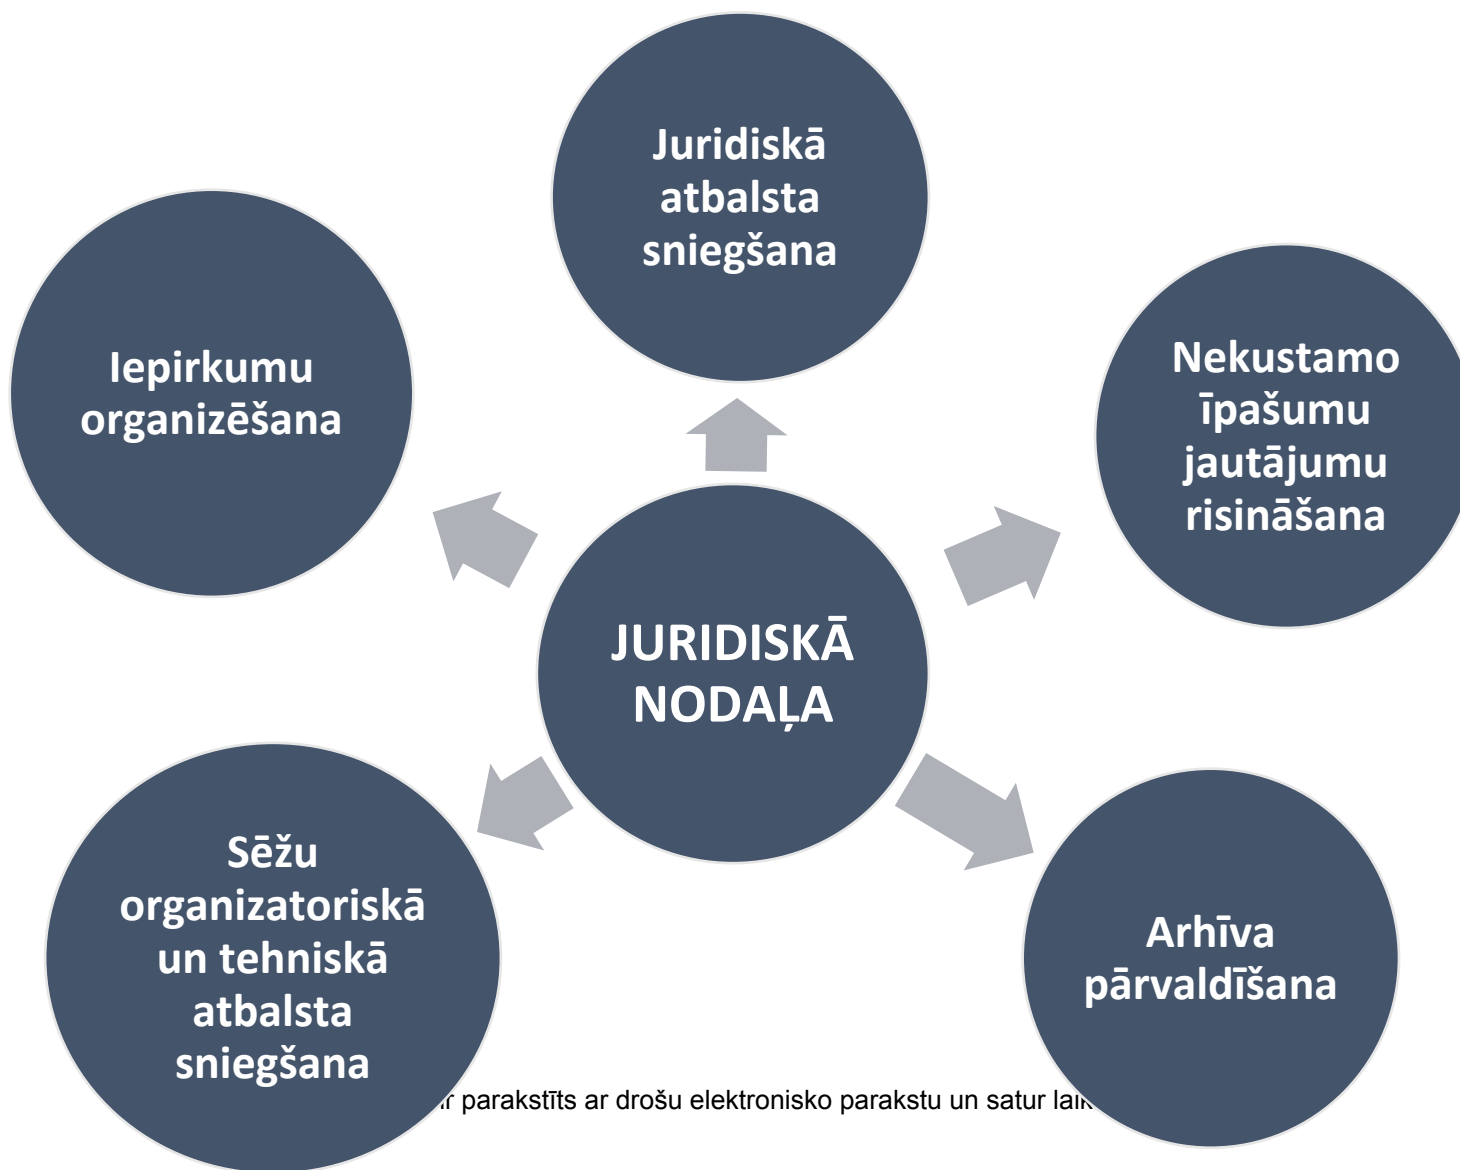 Juridiskā
atbalsta
sniegšana
Iepirkumu
organizēšana
Nekustamo
īpašumu
jautājumu
risināšana
JURIDISKĀ
NODAĻA
Sēžu
organizatoriskā
un tehniskā
atbalsta
sniegšana
Arhīva
pārvaldīšana
parakstīts ar drošu elektronisko parakstu un satur